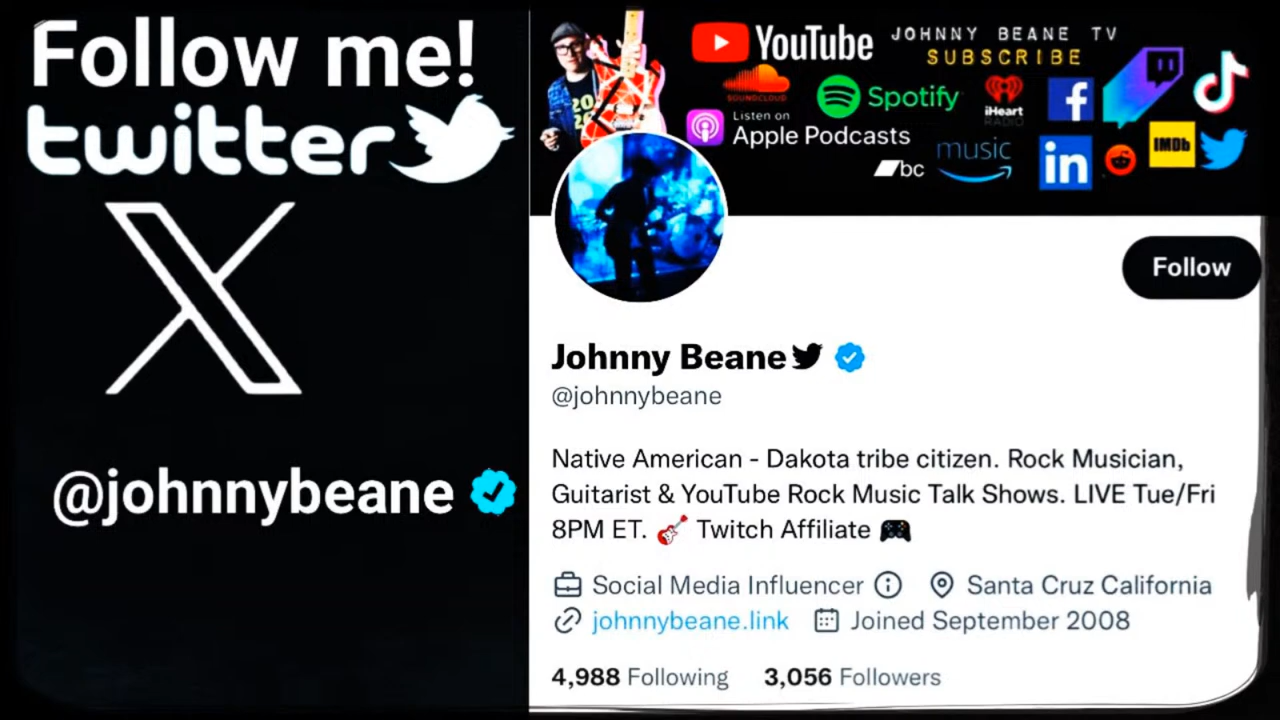 Follow me!
twitter
X
@johnnybeane
YouTube
JOHNNY BEANE TV
SUBSCRIBE
SOUNDCLOUD
Spotify
iHeart
RADIO
f
Listen on
Apple Podcasts
bc
music
in
IMDb
20
Follow
Johnny Beane
@johnnybeane
Native American - Dakota tribe citizen. Rock Musician,
Guitarist & YouTube Rock Music Talk Shows. LIVE Tue/Fri
8PM ET. 🎸 Twitch Affiliate 🎮
Social Media Influencer Santa Cruz California
johnnybeane.link Joined September 2008
4,988 Following 3,056 Followers